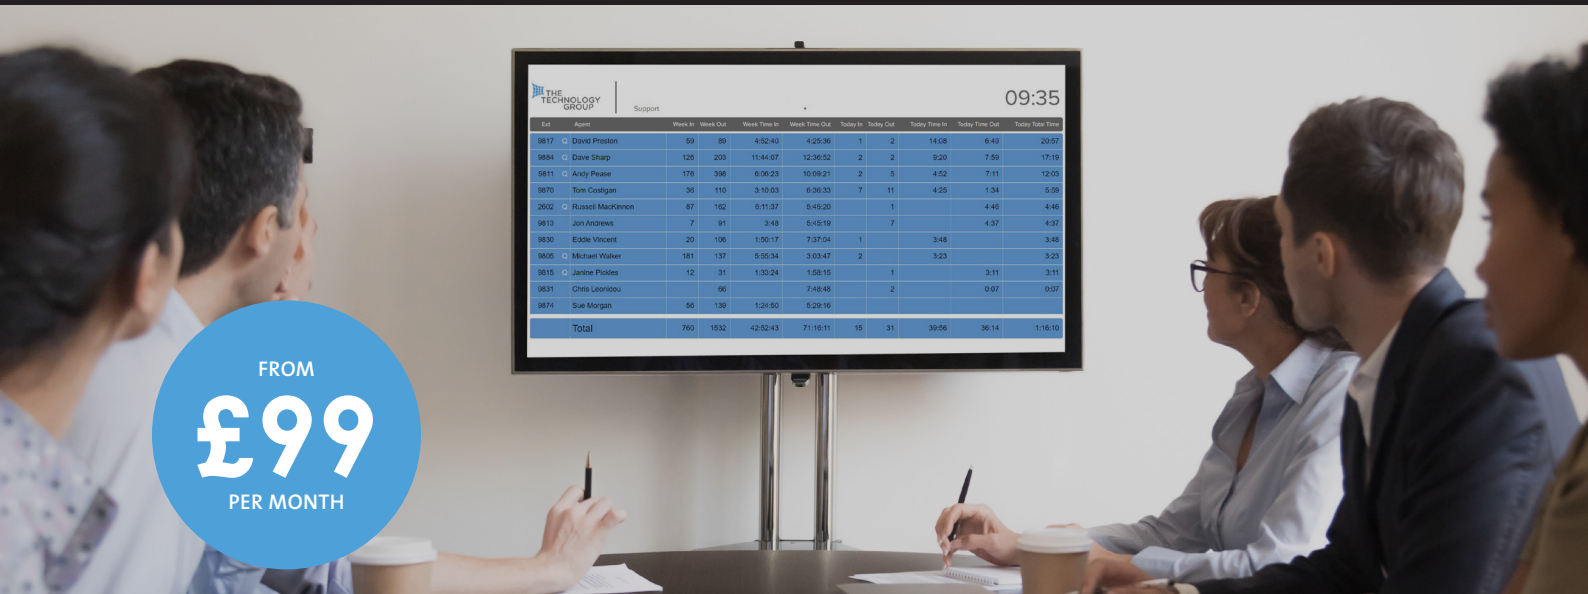 THE
TECHNOLOGY
GROUP
Support
09:35
Ext Agent Week In Week Out Week Time In Week Time Out Today In Today Out Today Time In Today Time Out Today Total Time
9817 David Preston 59 89 4:52:40 4:25:36 1 2 14:08 6:49 20:57
9884 Dave Sharp 126 203 11:44:07 12:36:52 2 2 9:20 7:59 17:19
9811 Andy Pease 176 398 6:06:23 10:09:21 2 5 4:52 7:11 12:03
9870 Tom Costigan 36 110 3:10:03 6:36:33 7 11 4:25 1:34 5:59
2602 Russell MacKinnon 87 162 6:11:37 5:45:20 1 4:46 4:46
9813 Jon Andrews 7 91 3:48 5:45:19 7 4:37 4:37
9830 Eddie Vincent 20 106 1:50:17 7:37:04 1 3:48 3:48
9805 Michael Walker 181 137 5:55:34 3:03:47 2 3:23 3:23
9815 Janine Pickles 12 31 1:33:24 1:58:15 1 3:11 3:11
9831 Chris Leonidou 66 7:48:48 2 0:07 0:07
9874 Sue Morgan 56 139 1:24:50 5:29:16
Total 760 1532 42:52:43 71:16:11 15 31 39:56 36:14 1:16:10
FROM
£99
PER MONTH